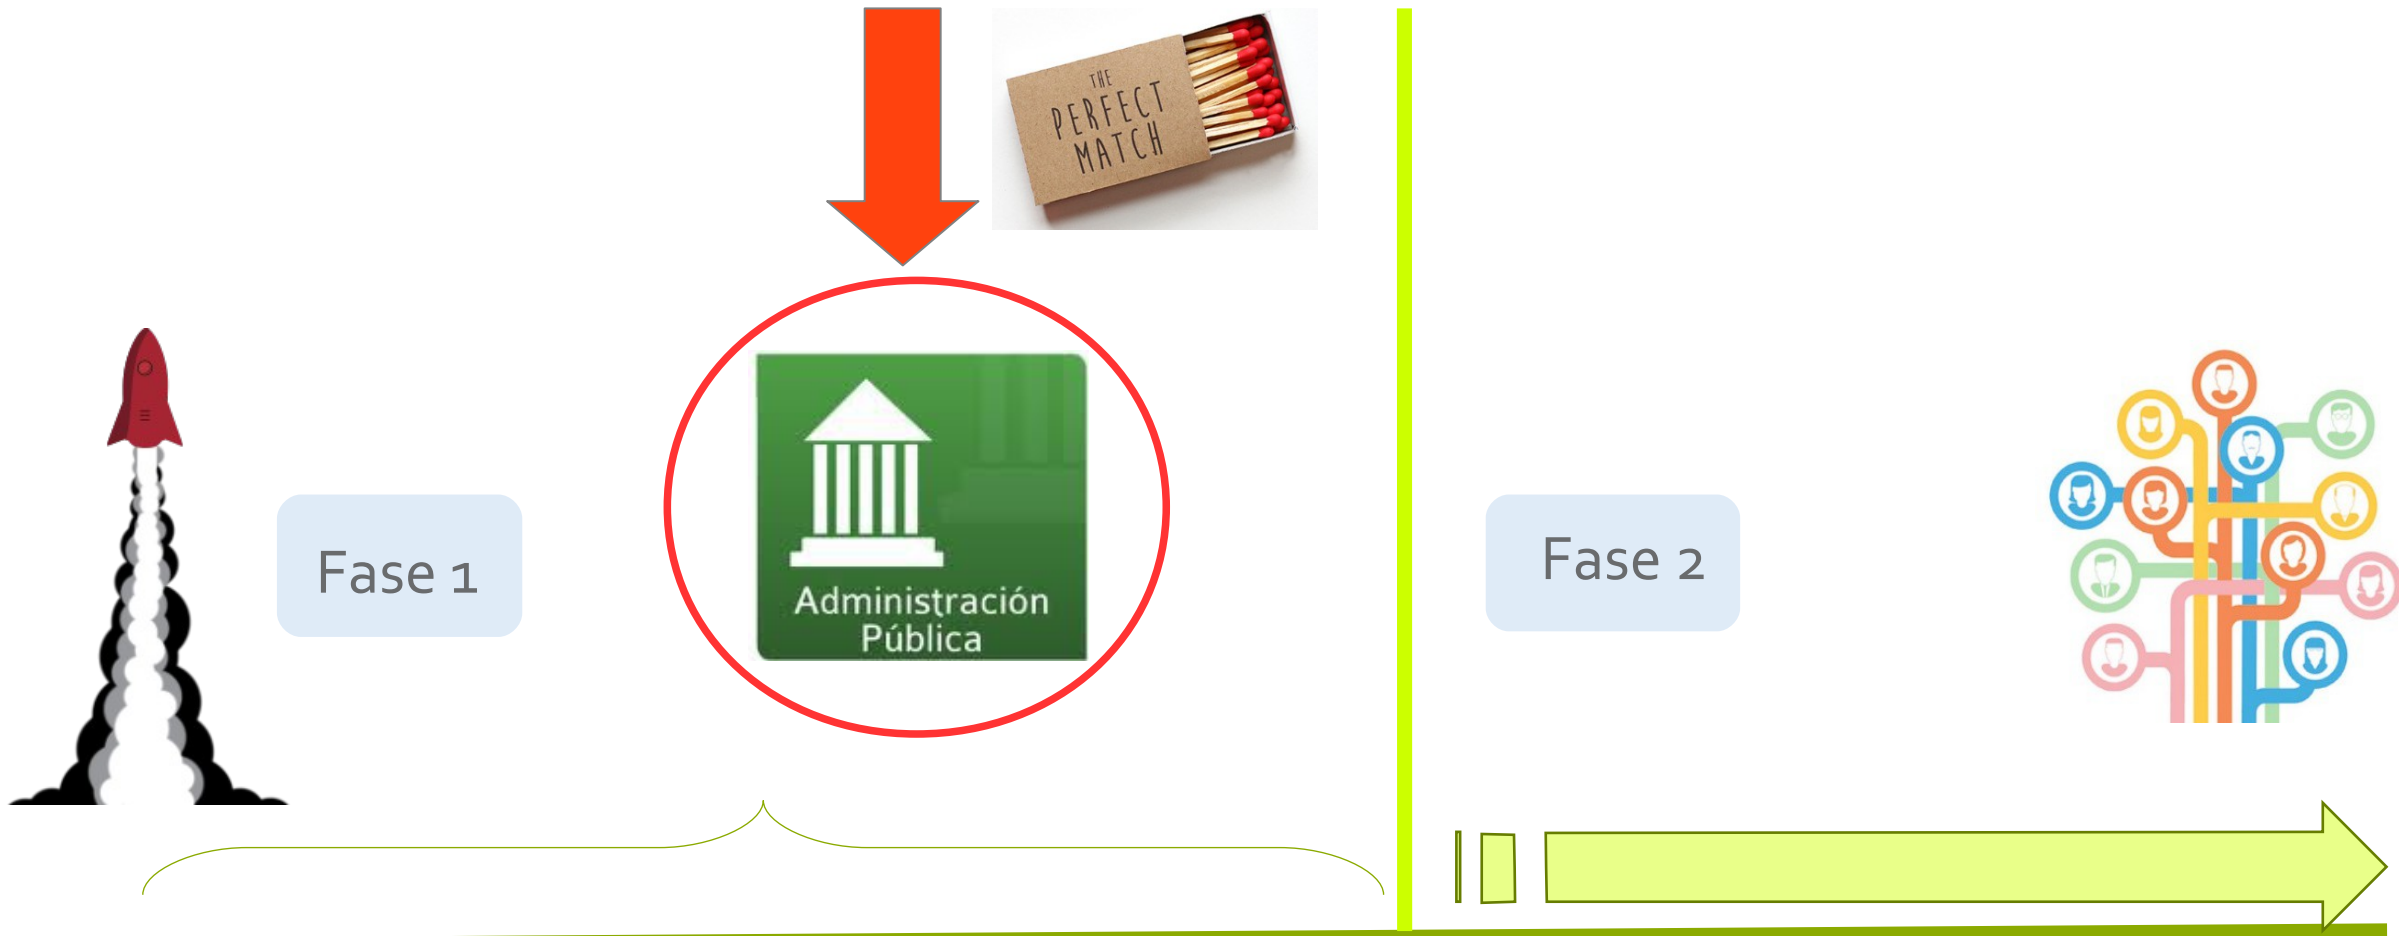 THE
PERFECT
MATCH
Fase 1
Administración
Pública
Fase 2